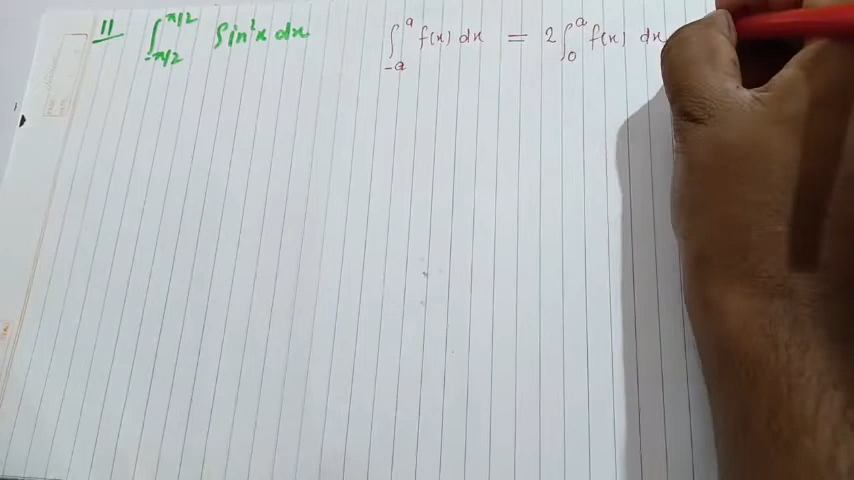 11 ∫_{-π/2}^{π/2} Sin²x dx
∫_{-a}^{a} f(x) dx = 2∫_{0}^{a} f(x) dx